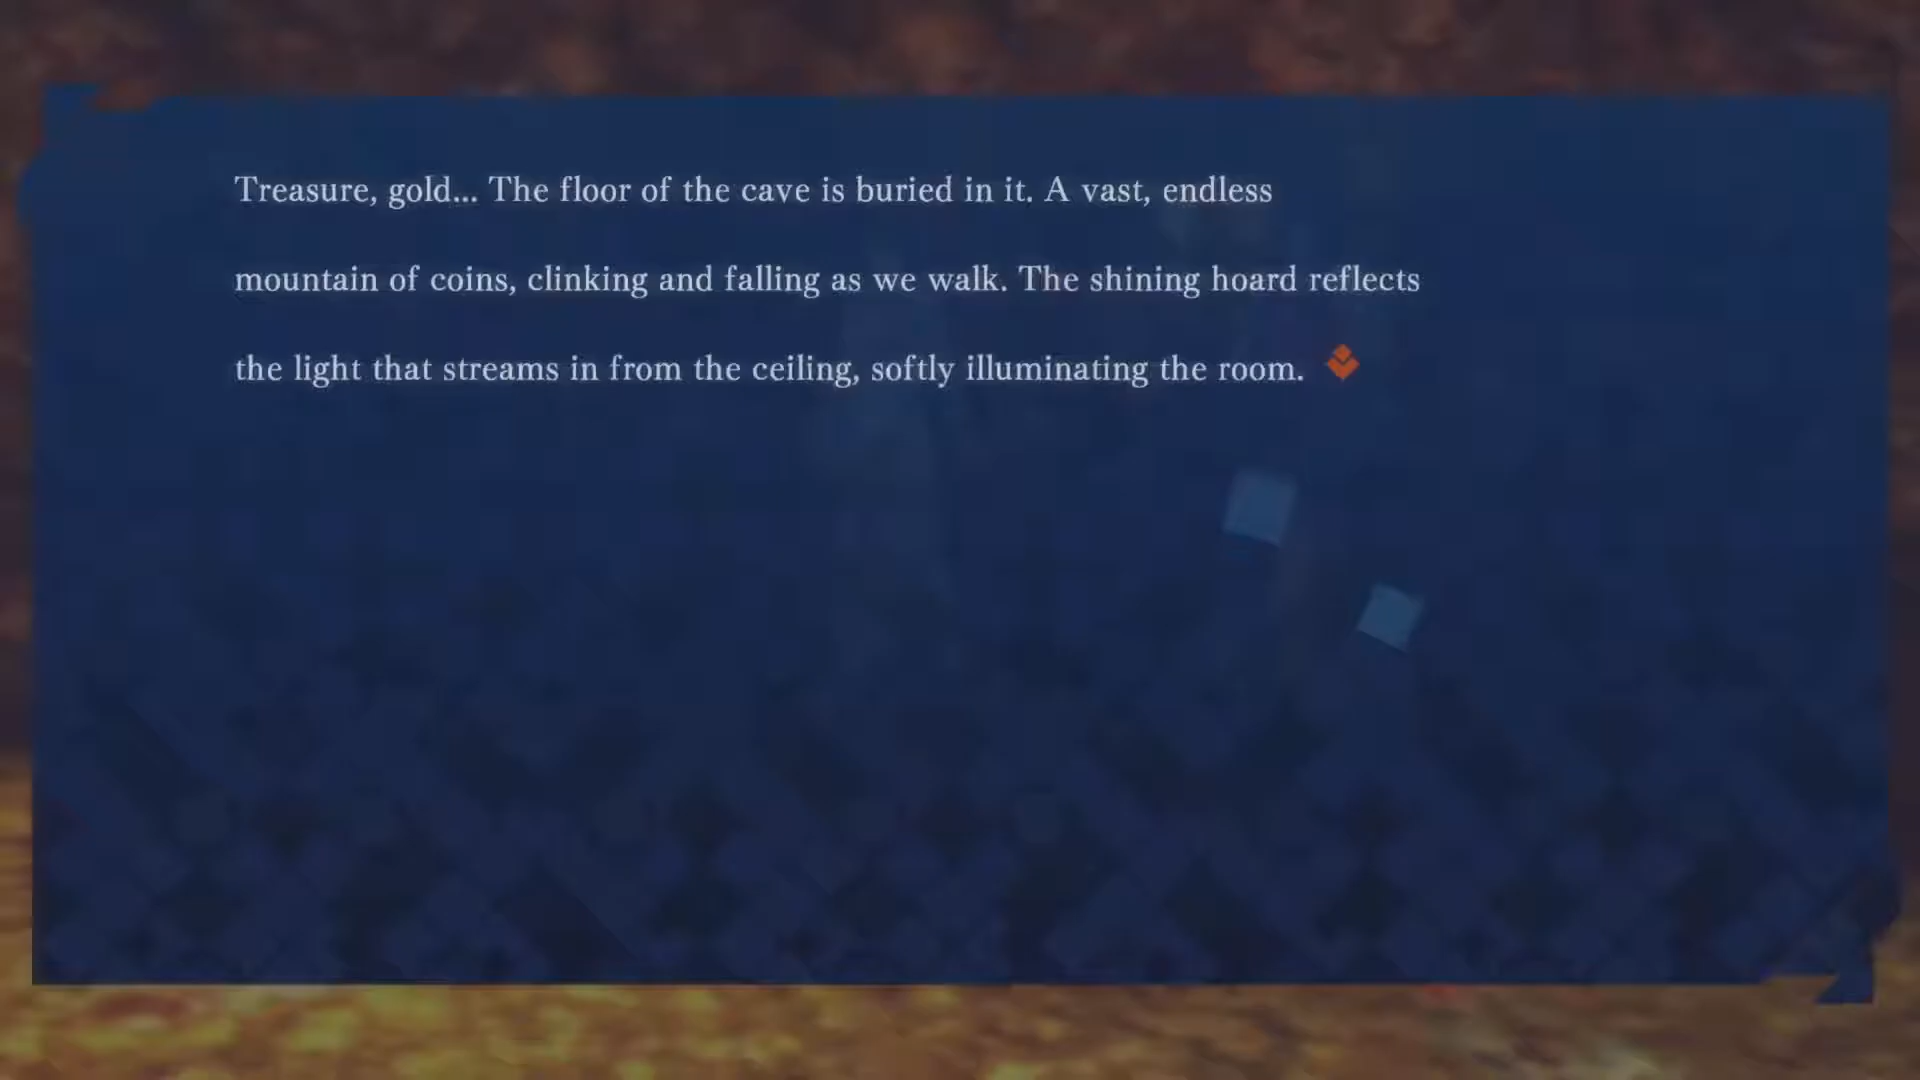 Treasure, gold... The floor of the cave is buried in it. A vast, endless
mountain of coins, clinking and falling as we walk. The shining hoard reflects
the light that streams in from the ceiling, softly illuminating the room.